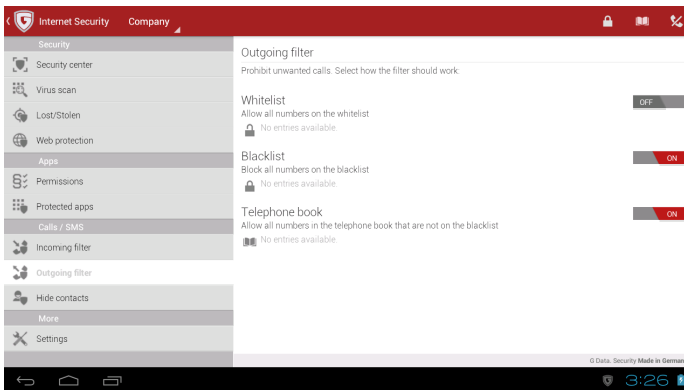 Internet Security Company
Security
Security center
Virus scan
Lost/Stolen
Web protection
Apps
Permissions
Protected apps
Calls / SMS
Incoming filter
Outgoing filter
Hide contacts
More
Settings
Outgoing filter
Prohibit unwanted calls. Select how the filter should work:
Whitelist
OFF
Allow all numbers on the whitelist
No entries available.
Blacklist
ON
Block all numbers on the blacklist
No entries available.
Telephone book
ON
Allow all numbers in the telephone book that are not on the blacklist
No entries available.
G Data. Security Made in German
3:26